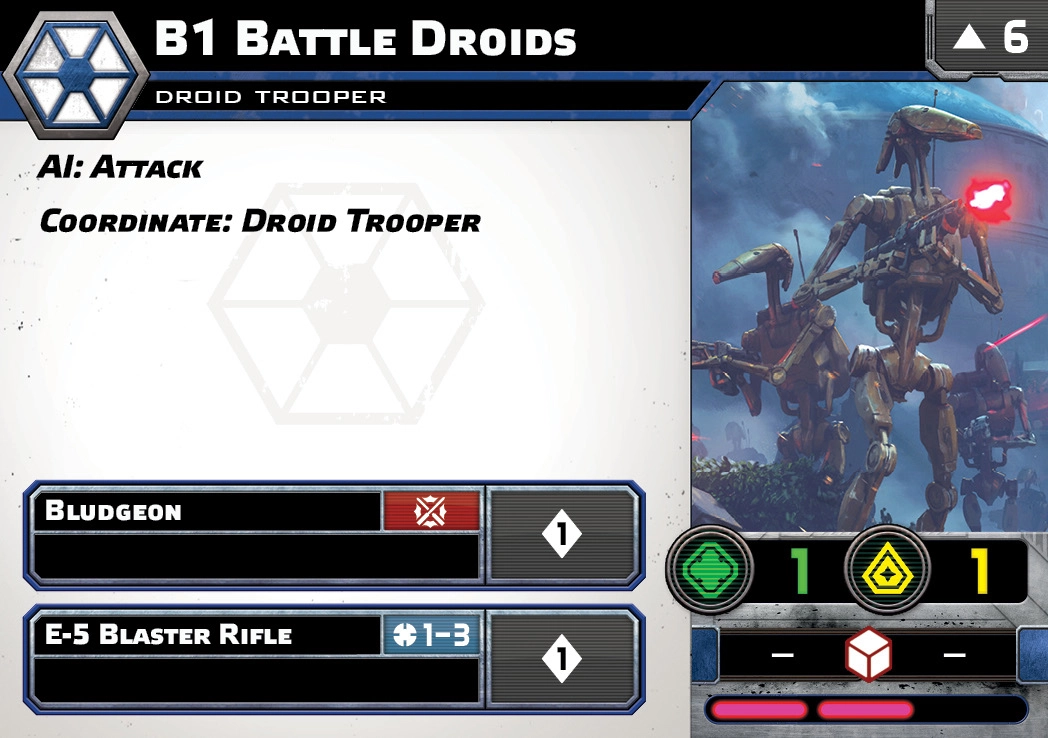 B1 Battle Droids
6
Droid Trooper
AI: Attack
Coordinate: Droid Trooper
Bludgeon
1
E-5 Blaster Rifle
1-3
1
1
1
–
–